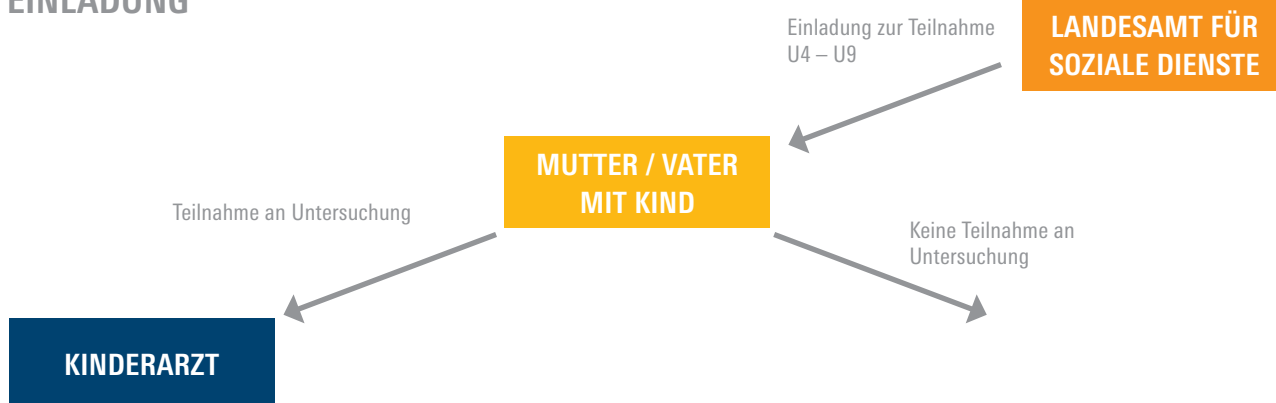 EINLADUNG
Einladung zur Teilnahme
U4 – U9
LANDESAMT FÜR
SOZIALE DIENSTE
MUTTER / VATER
MIT KIND
Teilnahme an Untersuchung
Keine Teilnahme an
Untersuchung
KINDERARZT